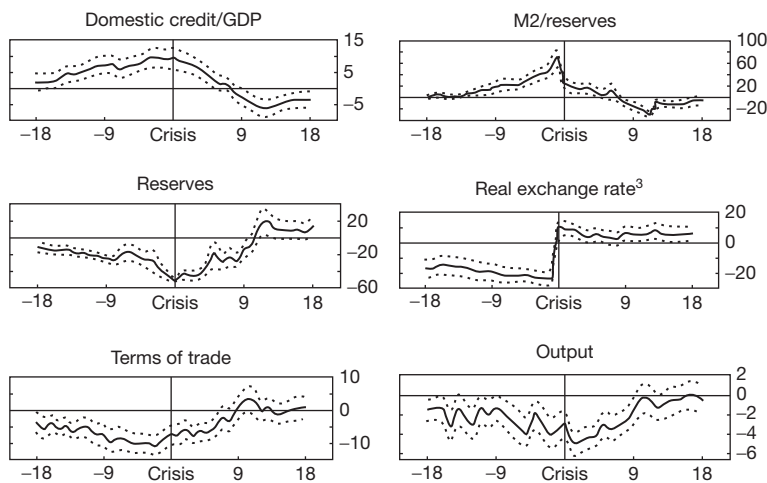 Domestic credit/GDP
15
5
−5
−18 −9 Crisis 9 18
M2/reserves
100
60
20
−20
−18 −9 Crisis 9 18
Reserves
20
−20
−60
−18 −9 Crisis 9 18
Real exchange rate³
20
0
−20
−18 −9 Crisis 9 18
Terms of trade
10
0
−10
−18 −9 Crisis 9 18
Output
2
0
−2
−4
−6
−18 −9 Crisis 9 18